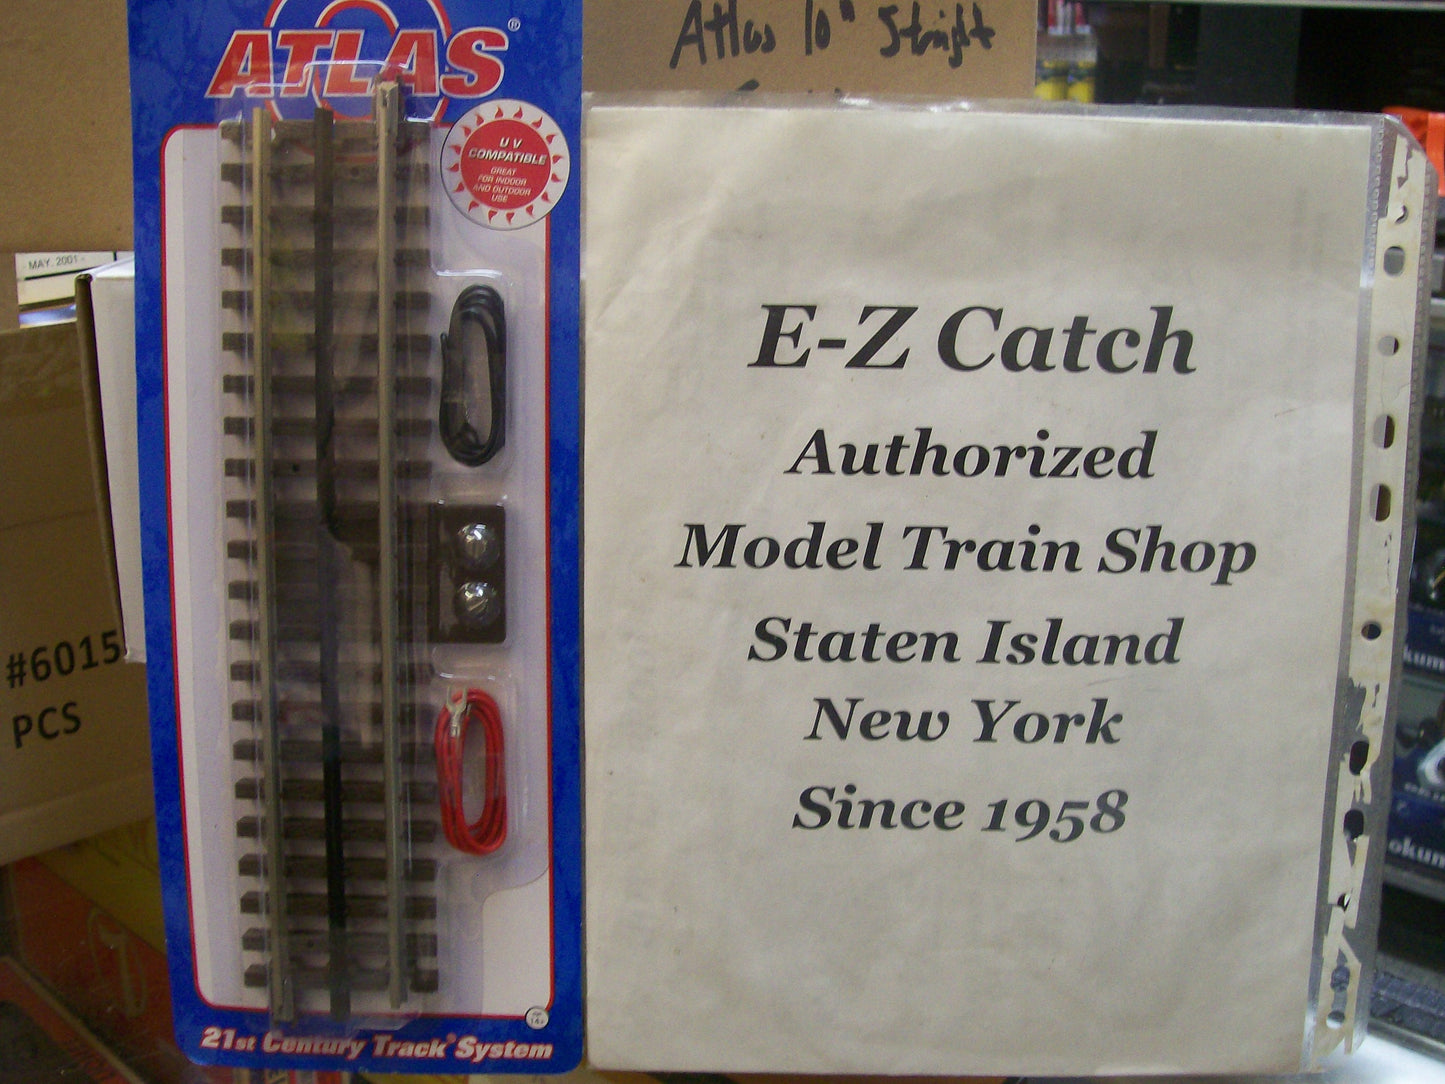 ATLAS®
Atlas 10" Straight
UV
COMPATIBLE
GREAT
FOR INDOOR
AND OUTDOOR
USE
MAY. 2001
E-Z Catch
Authorized
Model Train Shop
Staten Island
New York
Since 1958
#6015
PCS
21st Century Track System